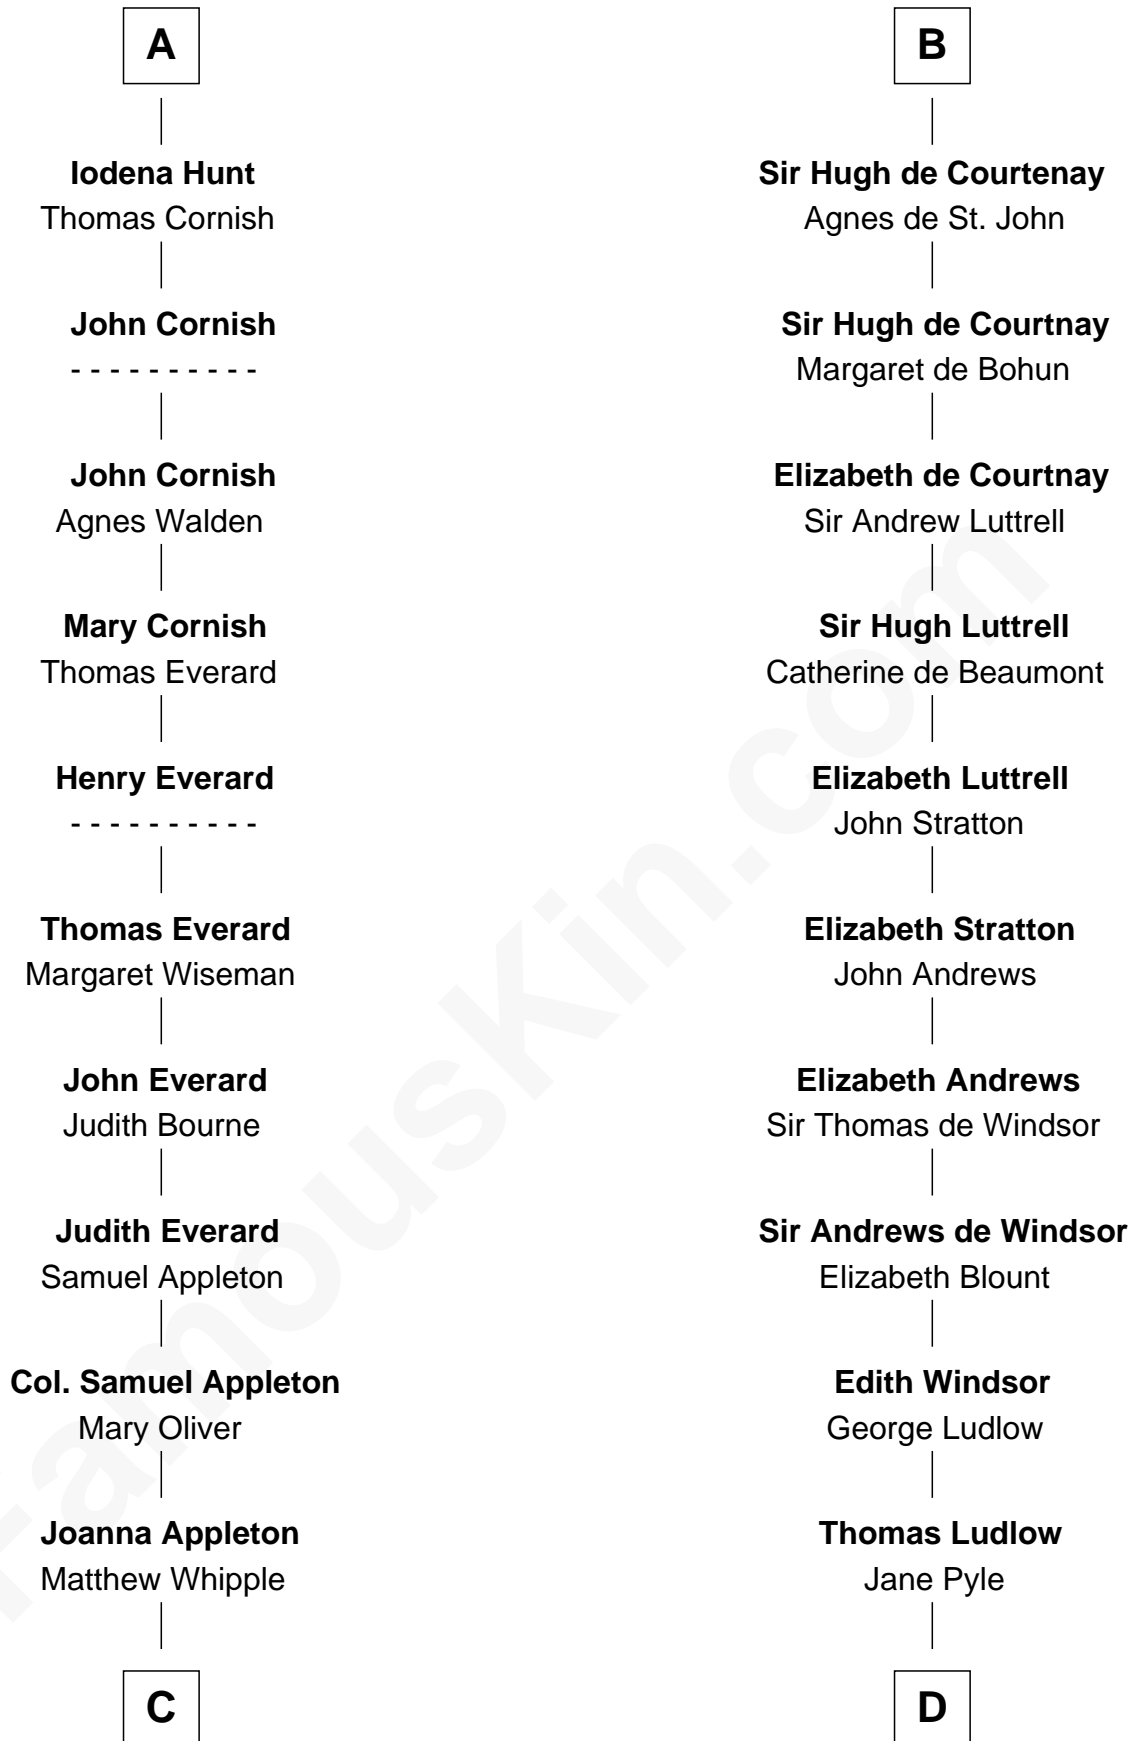 A
Iodena Hunt
Thomas Cornish
John Cornish
- - - - - - - - - -
John Cornish
Agnes Walden
Mary Cornish
Thomas Everard
Henry Everard
- - - - - - - - - -
Thomas Everard
Margaret Wiseman
John Everard
Judith Bourne
Judith Everard
Samuel Appleton
Col. Samuel Appleton
Mary Oliver
Joanna Appleton
Matthew Whipple
C
B
Sir Hugh de Courtenay
Agnes de St. John
Sir Hugh de Courtnay
Margaret de Bohun
Elizabeth de Courtnay
Sir Andrew Luttrell
Sir Hugh Luttrell
Catherine de Beaumont
Elizabeth Luttrell
John Stratton
Elizabeth Stratton
John Andrews
Elizabeth Andrews
Sir Thomas de Windsor
Sir Andrews de Windsor
Elizabeth Blount
Edith Windsor
George Ludlow
Thomas Ludlow
Jane Pyle
D
FamousKin.com